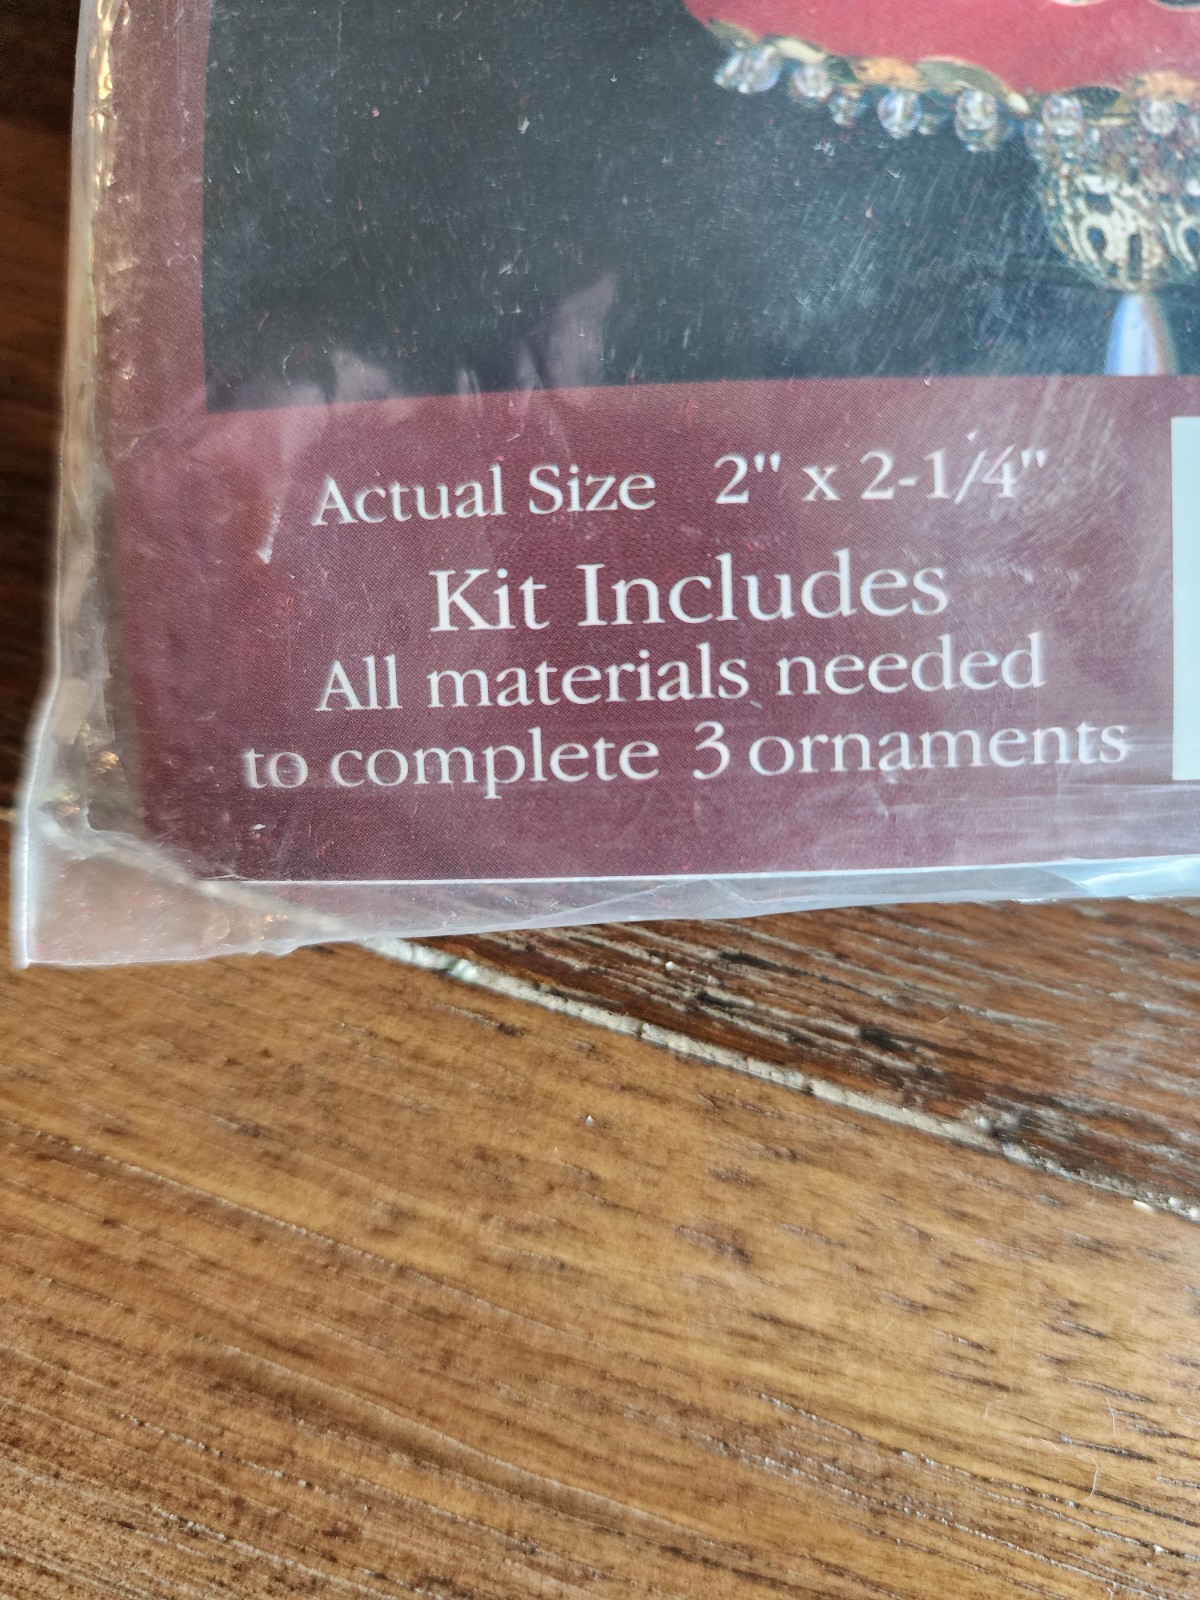 Actual Size 2" x 2-1/4"
Kit Includes
All materials needed
to complete 3 ornaments